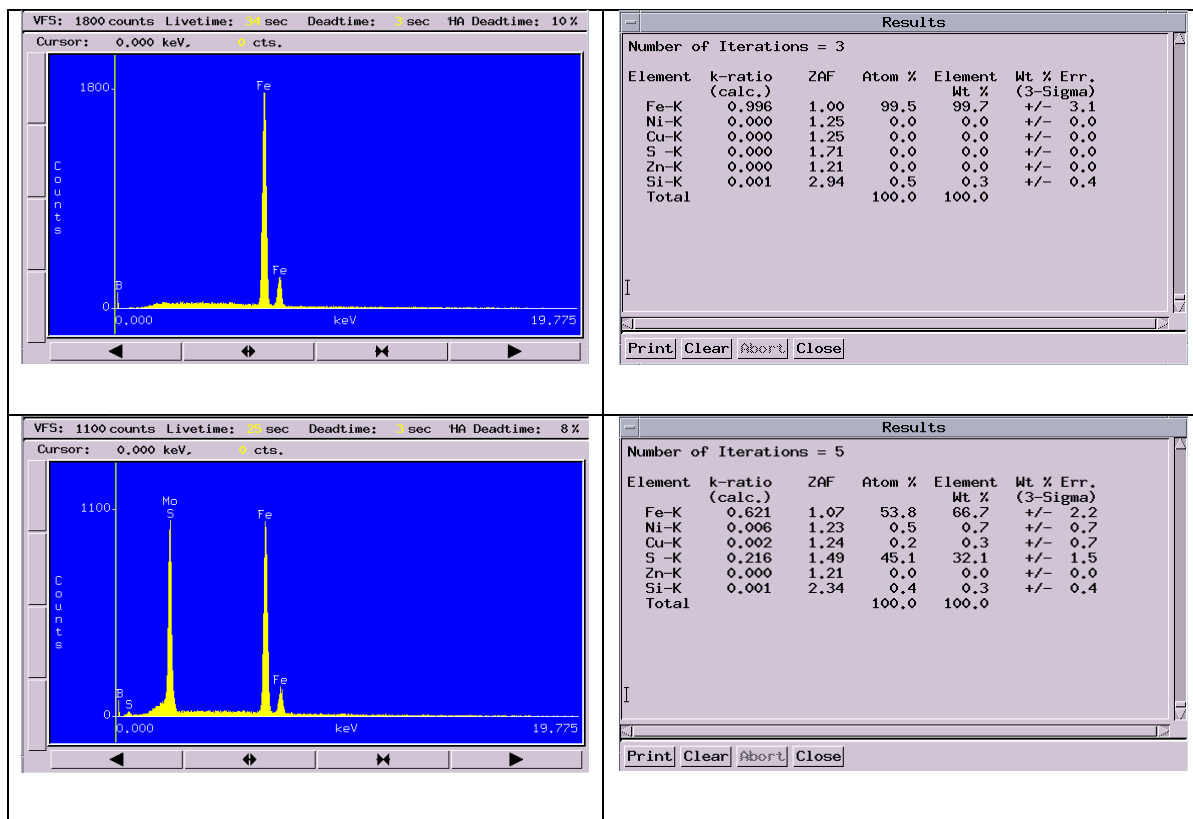 VFS: 1800 counts Livetime: 34 sec Deadtime: 3 sec 'HA Deadtime: 10%
Cursor: 0.000 keV, 0 cts.
1800
Fe
Counts
Fe
B
0
0.000 keV 19.775
Results
Number of Iterations = 3
Element k-ratio ZAF Atom % Element Wt % Err.
(calc.) Wt % (3-Sigma)
Fe-K 0.996 1.00 99.5 99.7 +/- 3.1
Ni-K 0.000 1.25 0.0 0.0 +/- 0.0
Cu-K 0.000 1.25 0.0 0.0 +/- 0.0
S -K 0.000 1.71 0.0 0.0 +/- 0.0
Zn-K 0.000 1.21 0.0 0.0 +/- 0.0
Si-K 0.001 2.94 0.5 0.3 +/- 0.4
Total 100.0 100.0
Print Clear Abort Close
VFS: 1100 counts Livetime: 25 sec Deadtime: 3 sec 'HA Deadtime: 8%
Cursor: 0.000 keV, 0 cts.
1100
Mo
S
Fe
Counts
Fe
B
S
0
0.000 keV 19.775
Results
Number of Iterations = 5
Element k-ratio ZAF Atom % Element Wt % Err.
(calc.) Wt % (3-Sigma)
Fe-K 0.621 1.07 53.8 66.7 +/- 2.2
Ni-K 0.006 1.23 0.5 0.7 +/- 0.7
Cu-K 0.002 1.24 0.2 0.3 +/- 0.7
S -K 0.216 1.49 45.1 32.1 +/- 1.5
Zn-K 0.000 1.21 0.0 0.0 +/- 0.0
Si-K 0.001 2.34 0.4 0.3 +/- 0.4
Total 100.0 100.0
Print Clear Abort Close